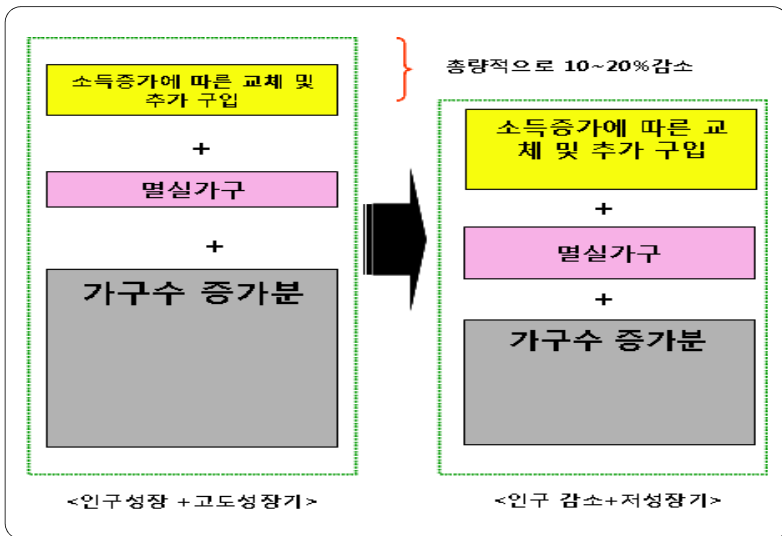 소득증가에 따른 교체 및
추가 구입
+
멸실가구
+
가구수 증가분
<인구성장 +고도성장기>
총량적으로 10~20%감소
소득증가에 따른 교
체 및 추가 구입
+
멸실가구
+
가구수 증가분
<인구 감소+저성장기>